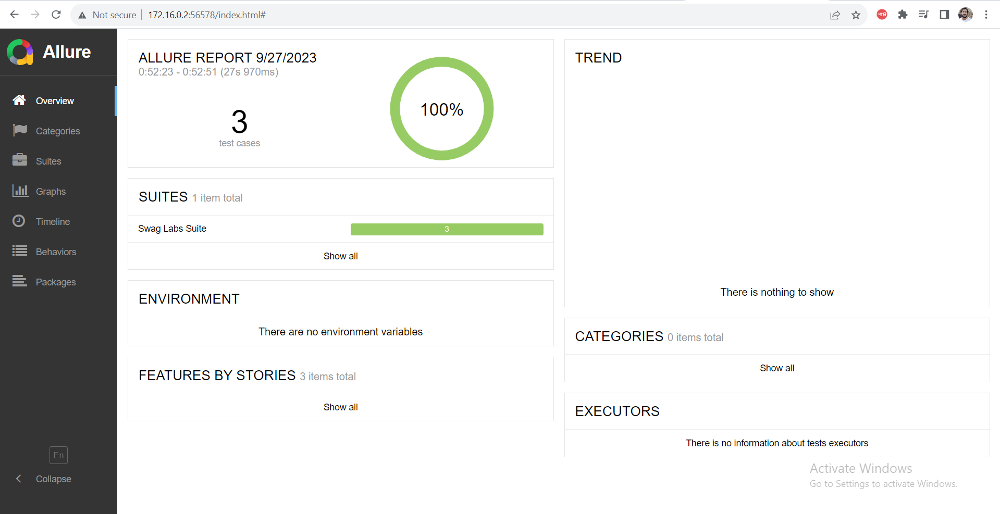 Not secure | 172.16.0.2:56578/index.html#
Allure
Overview
Categories
Suites
Graphs
Timeline
Behaviors
Packages
En
Collapse
ALLURE REPORT 9/27/2023
0:52:23 - 0:52:51 (27s 970ms)
3
test cases
100%
SUITES 1 item total
Swag Labs Suite 3
Show all
ENVIRONMENT
There are no environment variables
FEATURES BY STORIES 3 items total
Show all
TREND
There is nothing to show
CATEGORIES 0 items total
Show all
EXECUTORS
There is no information about tests executors
Activate Windows
Go to Settings to activate Windows.